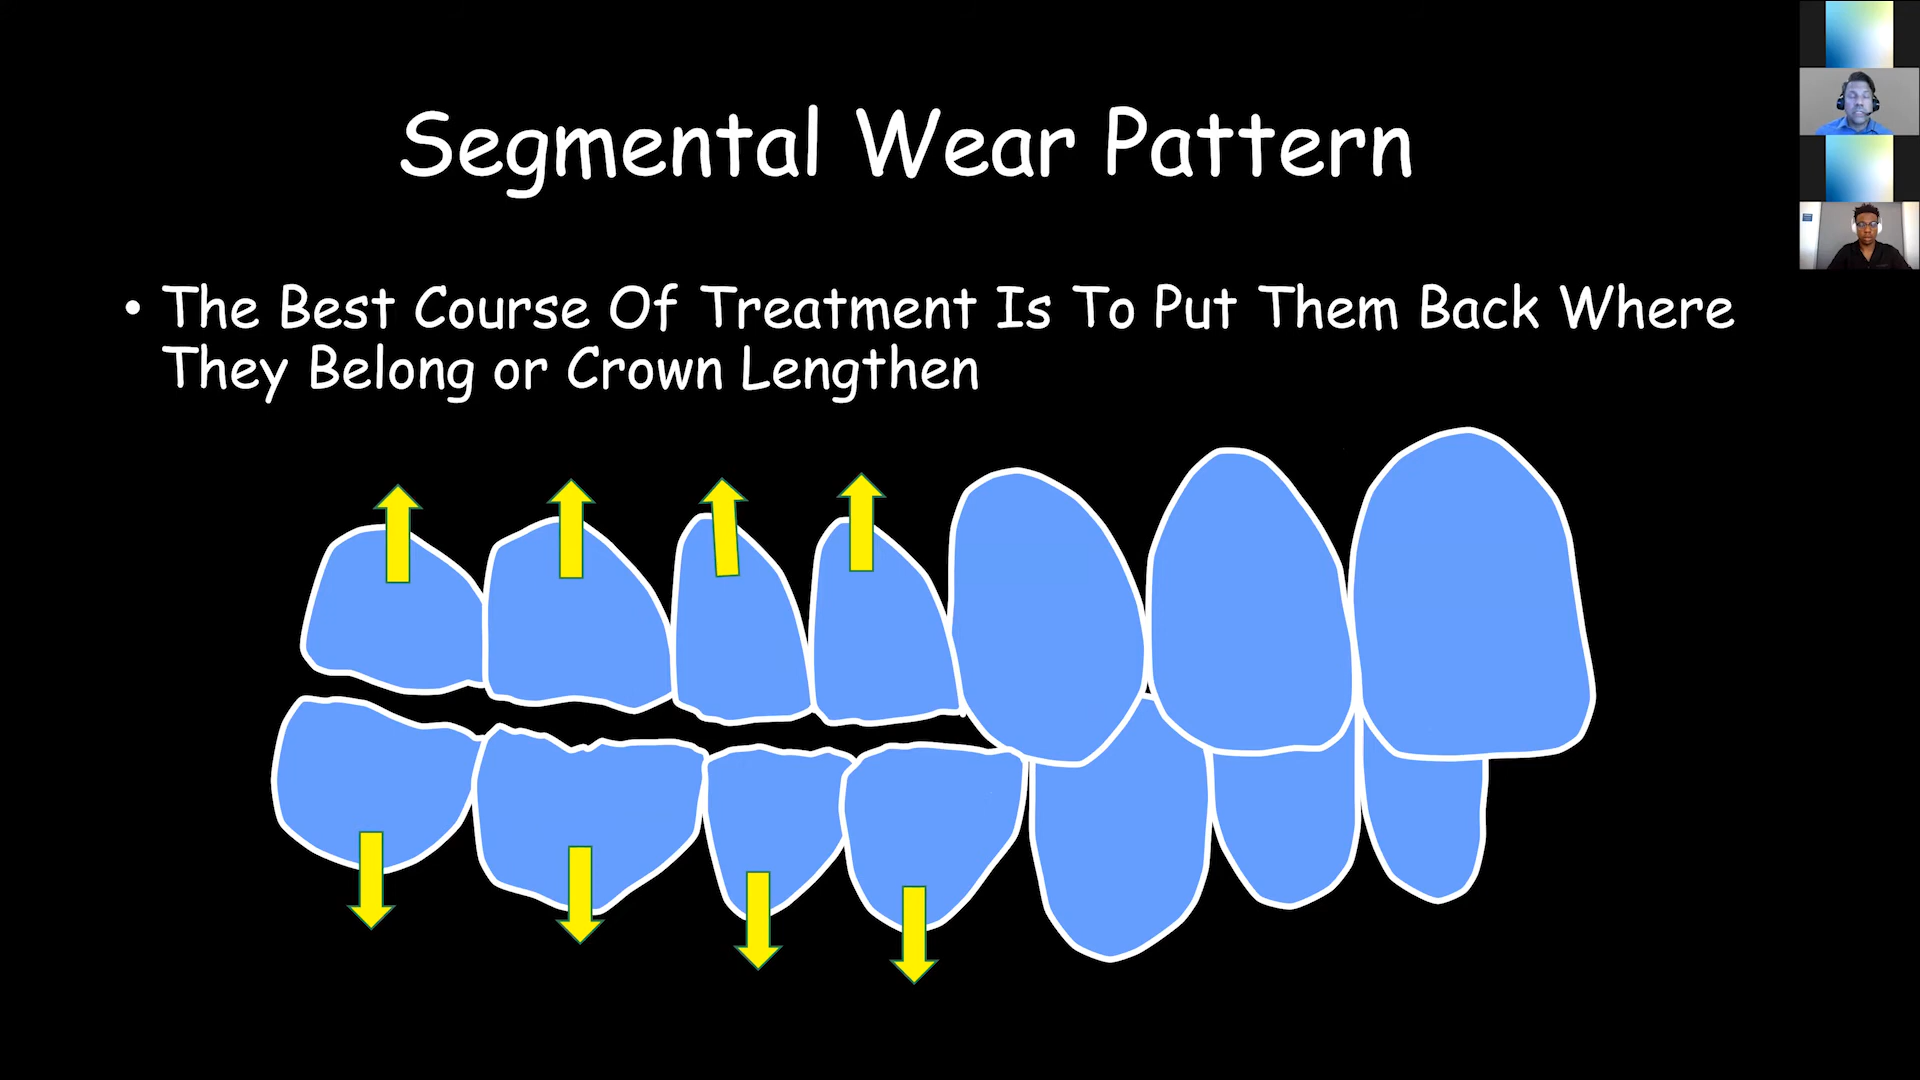 Segmental Wear Pattern
• The Best Course Of Treatment Is To Put Them Back Where
They Belong or Crown Lengthen